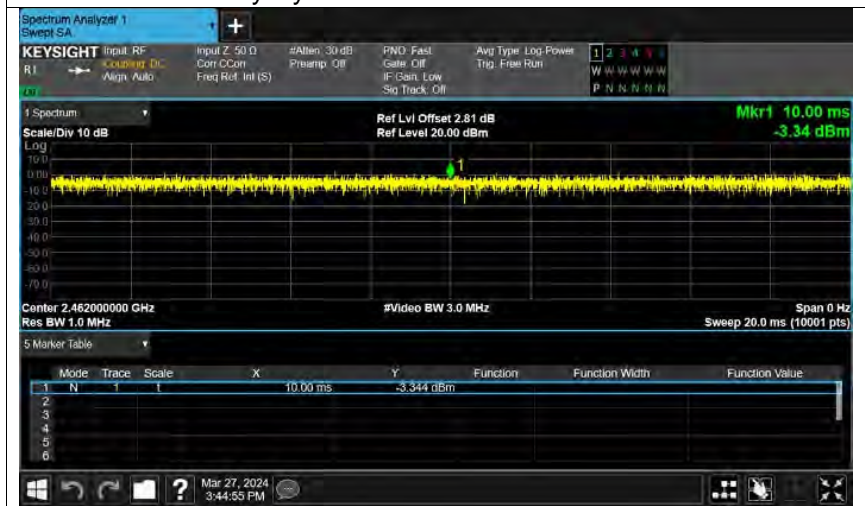 Spectrum Analyzer 1
Swept SA
+
KEYSIGHT Input: RF Input Z: 50 Ω #Atten: 30 dB PNO: Fast Avg Type: Log-Power 1 2 3 4 5 6
Coupling: DC Corr CCorr Preamp: Off Gate: Off Trig: Free Run W W W W W W
Align: Auto Freq Ref: Int (S) IF Gain: Low P N N N N N
Sig Track: Off
1 Spectrum
Scale/Div 10 dB
Ref Lvl Offset 2.81 dB
Ref Level 20.00 dBm
Mkr1 10.00 ms
-3.34 dBm
Log
10.0
0.00
-10.0
-20.0
-30.0
-40.0
-50.0
-60.0
-70.0
1
Center 2.462000000 GHz #Video BW 3.0 MHz Span 0 Hz
Res BW 1.0 MHz Sweep 20.0 ms (10001 pts)
5 Marker Table
Mode Trace Scale X Y Function Function Width Function Value
1 N 1 t 10.00 ms -3.344 dBm
2
3
4
5
6
? Mar 27, 2024
3:44:55 PM